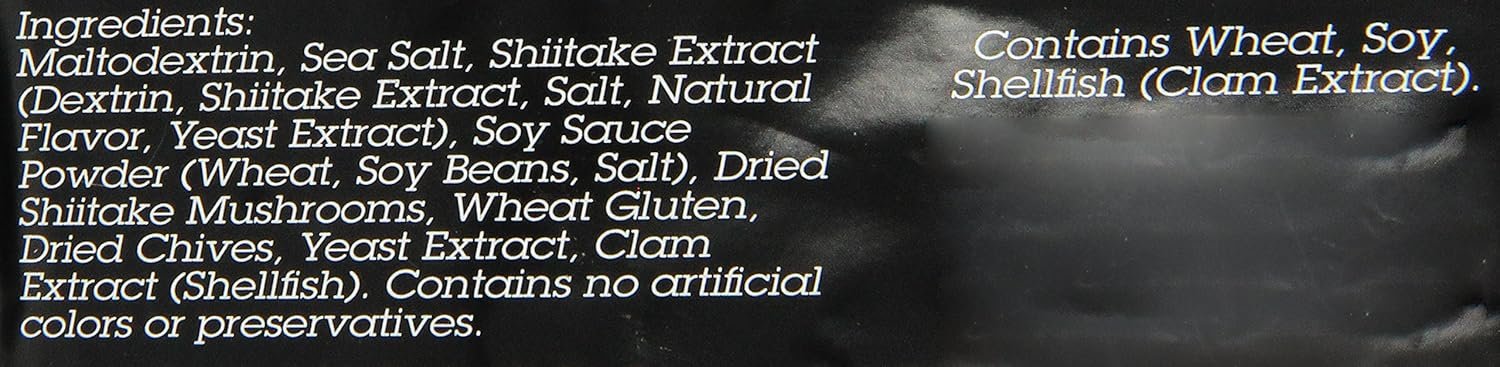 Ingredients:
Maltodextrin, Sea Salt, Shiitake Extract
(Dextrin, Shiitake Extract, Salt, Natural
Flavor, Yeast Extract), Soy Sauce
Powder (Wheat, Soy Beans, Salt), Dried
Shiitake Mushrooms, Wheat Gluten,
Dried Chives, Yeast Extract, Clam
Extract (Shellfish). Contains no artificial
colors or preservatives.
Contains Wheat, Soy,
Shellfish (Clam Extract).